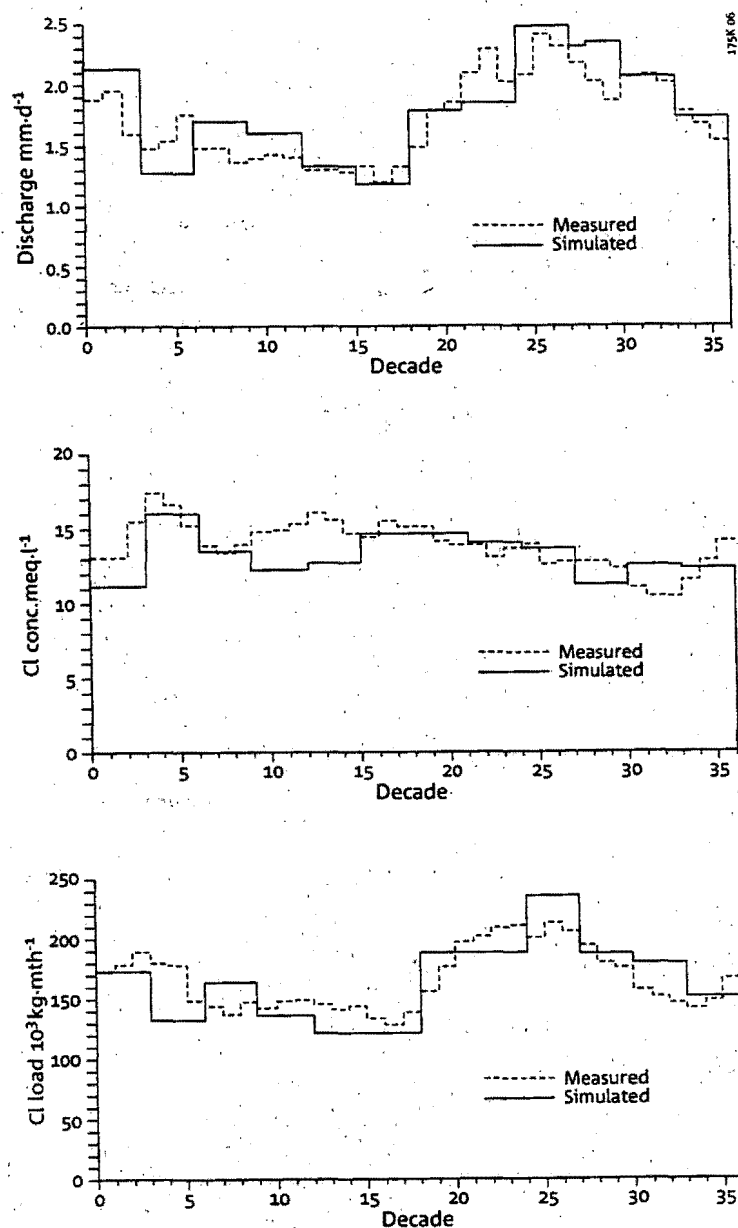 175K 06
Discharge mm·d-1
2.5
2.0
1.5
1.0
0.5
0.0
Measured
Simulated
0 5 10 15 20 25 30 35
Decade
Cl conc.meq.l-1
20
15
10
5
0
Measured
Simulated
0 5 10 15 20 25 30 35
Decade
Cl load 10³kg·mth-1
250
200
150
100
50
0
Measured
Simulated
0 5 10 15 20 25 30 35
Decade